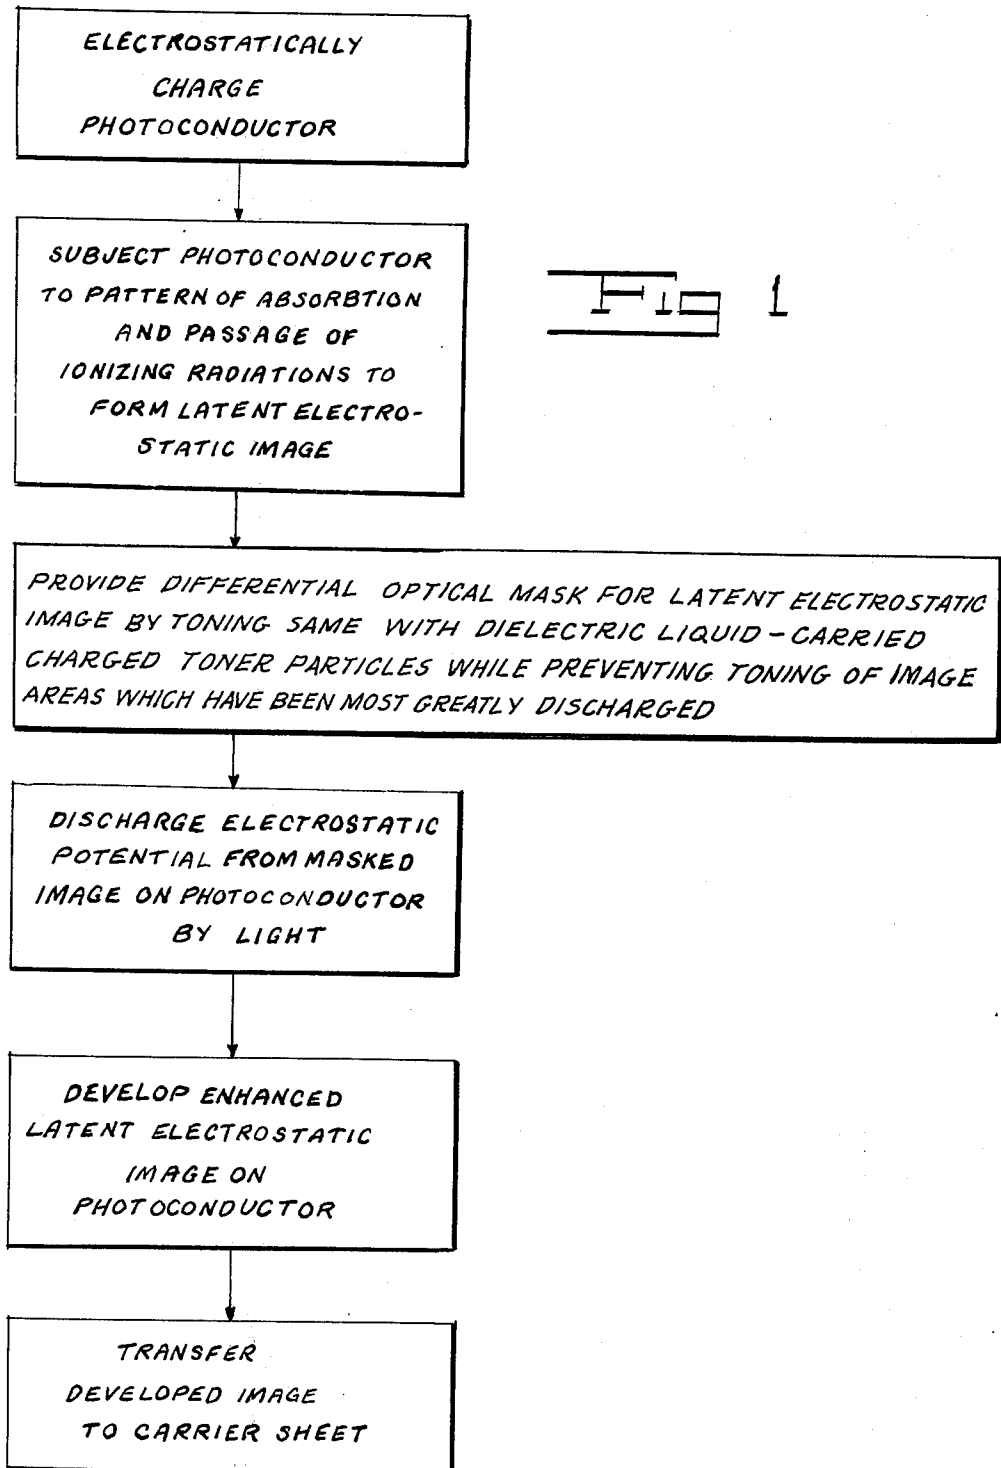 ELECTROSTATICALLY
CHARGE
PHOTOCONDUCTOR
SUBJECT PHOTOCONDUCTOR
TO PATTERN OF ABSORBTION
AND PASSAGE OF
IONIZING RADIATIONS TO
FORM LATENT ELECTRO-
STATIC IMAGE
Fig 1
PROVIDE DIFFERENTIAL OPTICAL MASK FOR LATENT ELECTROSTATIC
IMAGE BY TONING SAME WITH DIELECTRIC LIQUID-CARRIED
CHARGED TONER PARTICLES WHILE PREVENTING TONING OF IMAGE
AREAS WHICH HAVE BEEN MOST GREATLY DISCHARGED
DISCHARGE ELECTROSTATIC
POTENTIAL FROM MASKED
IMAGE ON PHOTOCONDUCTOR
BY LIGHT
DEVELOP ENHANCED
LATENT ELECTROSTATIC
IMAGE ON
PHOTOCONDUCTOR
TRANSFER
DEVELOPED IMAGE
TO CARRIER SHEET